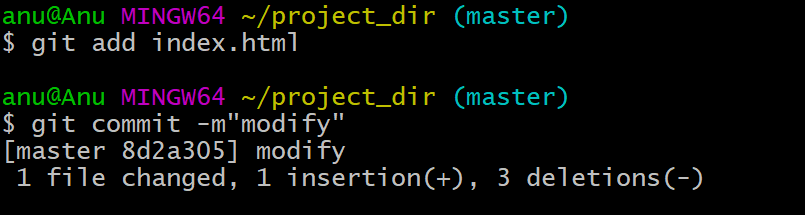 anu@Anu MINGW64 ~/project_dir (master)
$ git add index.html
anu@Anu MINGW64 ~/project_dir (master)
$ git commit -m"modify"
[master 8d2a305] modify
 1 file changed, 1 insertion(+), 3 deletions(-)